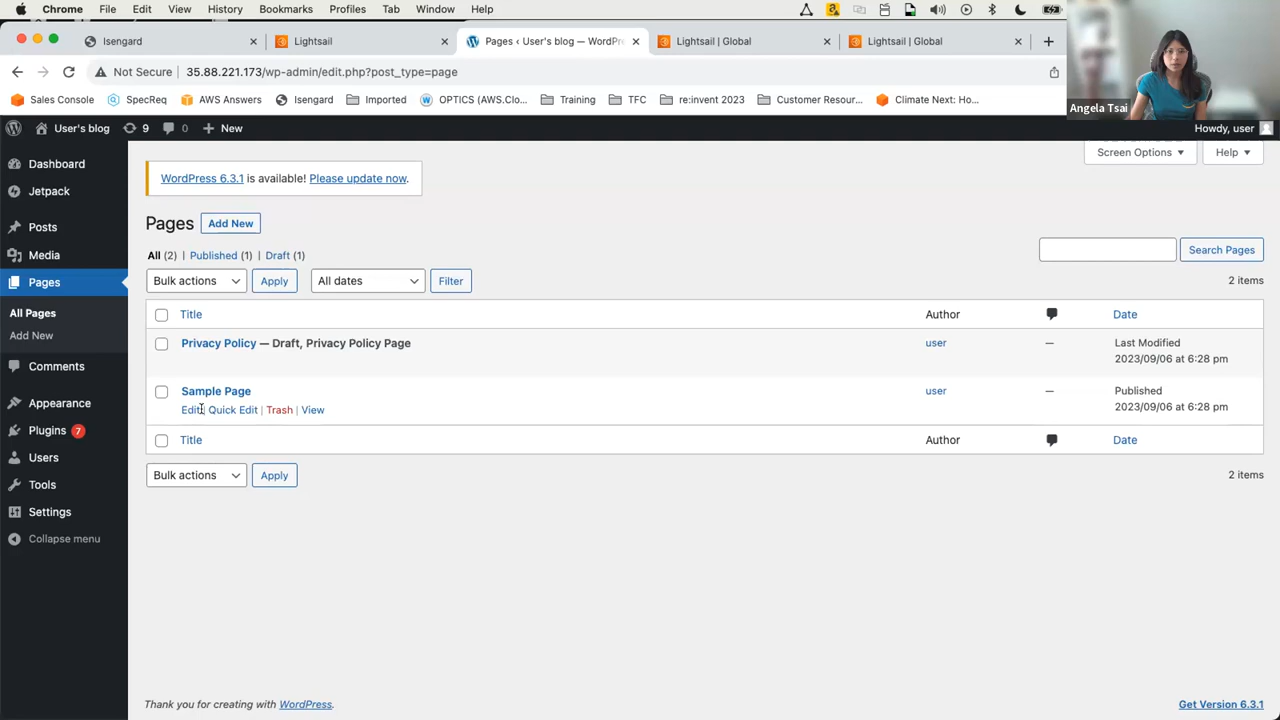 Chrome File Edit View History Bookmarks Profiles Tab Window Help
Isengard Lightsail Pages ‹ User's blog — WordPr Lightsail | Global Lightsail | Global
Not Secure 35.88.221.173/wp-admin/edit.php?post_type=page
Sales Console SpecReq AWS Answers Isengard Imported OPTICS (AWS.Clo... Training TFC re:invent 2023 Customer Resour... Climate Next: Ho...
Angela Tsai
User's blog 9 0 New Howdy, user
Screen Options Help
Dashboard
Jetpack
Posts
Media
Pages
All Pages
Add New
Comments
Appearance
Plugins 7
Users
Tools
Settings
Collapse menu
WordPress 6.3.1 is available! Please update now.
Pages Add New
All (2) | Published (1) | Draft (1)
Search Pages
Bulk actions Apply All dates Filter 2 items
Title Author Date
Privacy Policy — Draft, Privacy Policy Page user — Last Modified
2023/09/06 at 6:28 pm
Sample Page user — Published
Edit | Quick Edit | Trash | View 2023/09/06 at 6:28 pm
Title Author Date
Bulk actions Apply 2 items
Thank you for creating with WordPress. Get Version 6.3.1